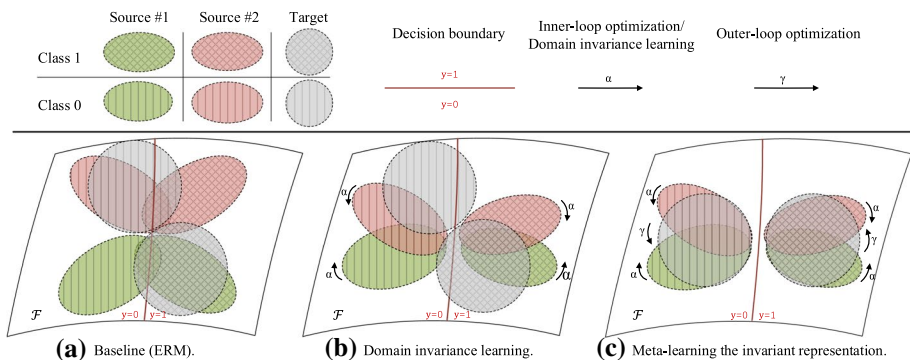 Source #1 Source #2 Target
Class 1
Class 0
Decision boundary
y=1
y=0
Inner-loop optimization/
Domain invariance learning
α
Outer-loop optimization
γ
ℱ
y=0 y=1
(a) Baseline (ERM).
α α
α α
ℱ
y=0 y=1
(b) Domain invariance learning.
α α
γ γ
α α
ℱ
y=0 y=1
(c) Meta-learning the invariant representation.